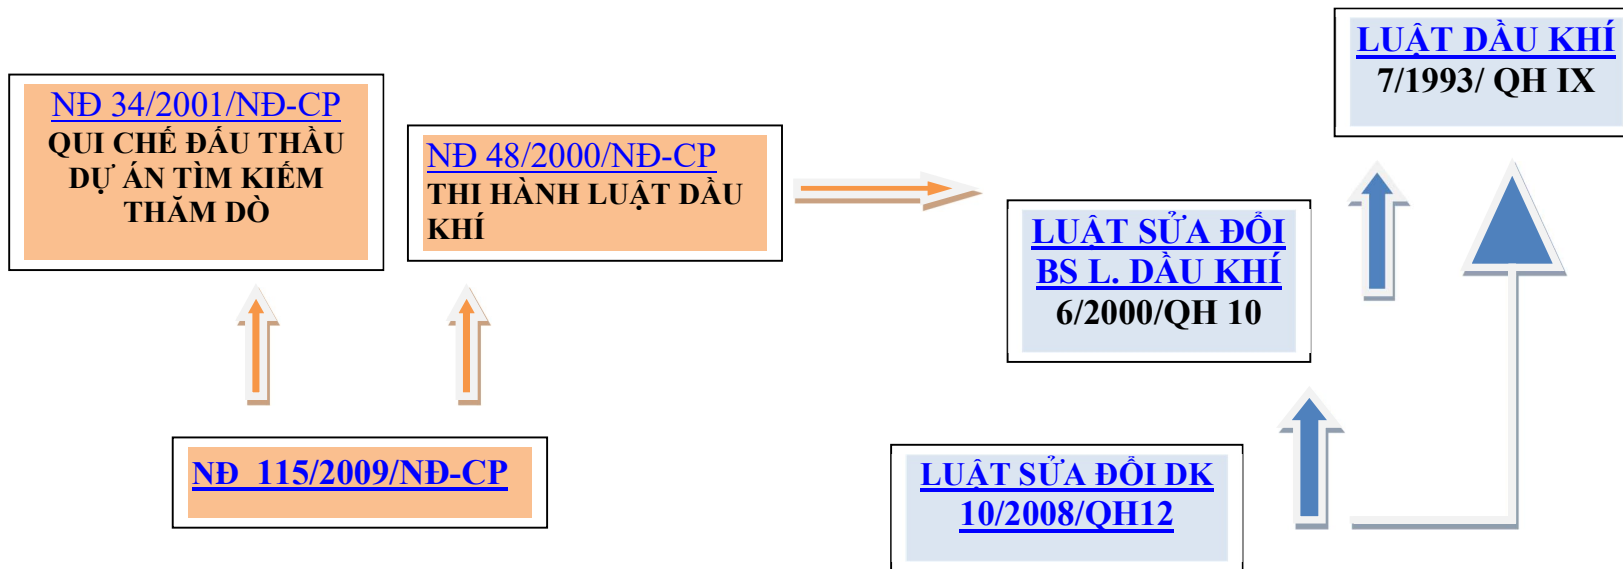 LUẬT DẦU KHÍ
7/1993/ QH IX
NĐ 34/2001/NĐ-CP
QUI CHẾ ĐẤU THẦU
DỰ ÁN TÌM KIẾM
THĂM DÒ
NĐ 48/2000/NĐ-CP
THI HÀNH LUẬT DẦU
KHÍ
LUẬT SỬA ĐỔI
BS L. DẦU KHÍ
6/2000/QH 10
NĐ  115/2009/NĐ-CP
LUẬT SỬA ĐỔI DK
10/2008/QH12